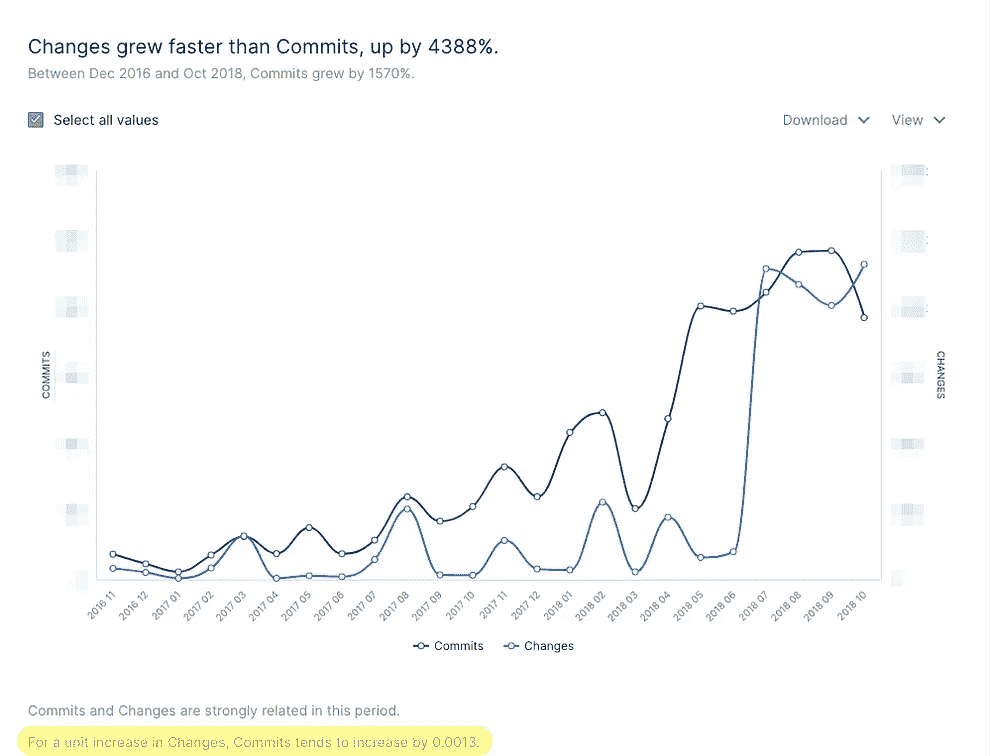 Changes grew faster than Commits, up by 4388%.
Between Dec 2016 and Oct 2018, Commits grew by 1570%.
Select all values
Download
View
COMMITS
CHANGES
2016 11
2016 12
2017 01
2017 02
2017 03
2017 04
2017 05
2017 06
2017 07
2017 08
2017 09
2017 10
2017 11
2017 12
2018 01
2018 02
2018 03
2018 04
2018 05
2018 06
2018 07
2018 08
2018 09
2018 10
Commits
Changes
Commits and Changes are strongly related in this period.
For a unit increase in Changes, Commits tends to increase by 0.0013.